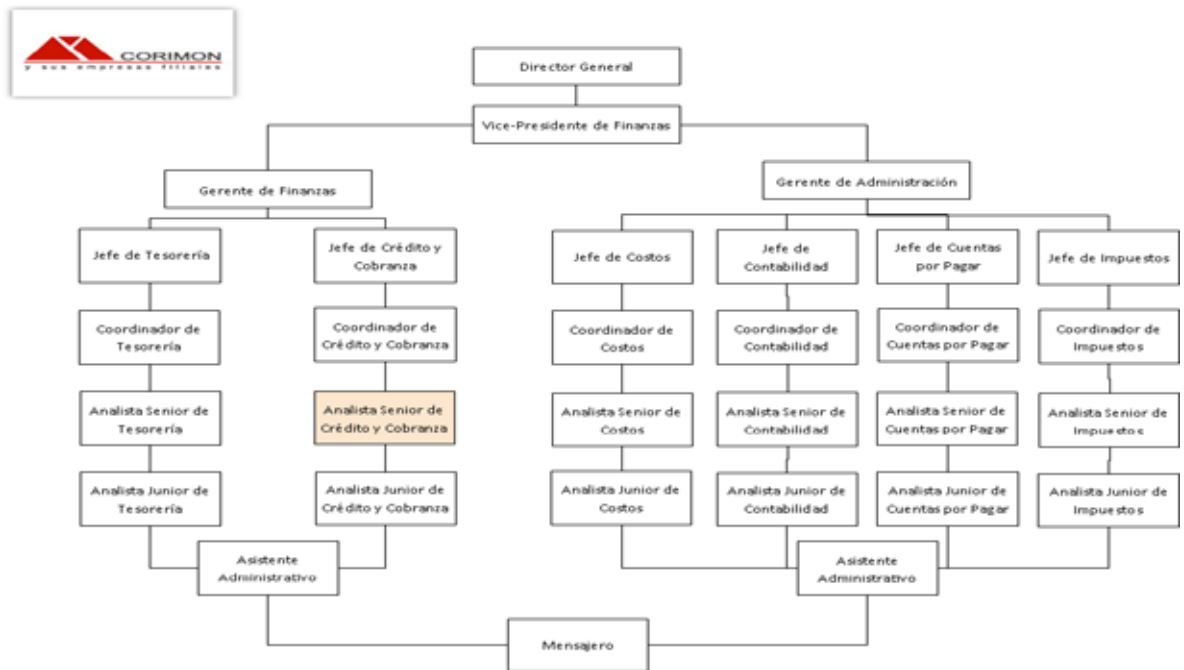 CORIMON
y sus empresas filiales
Director General
Vice-Presidente de Finanzas
Gerente de Finanzas
Gerente de Administración
Jefe de Tesorería
Jefe de Crédito y
Cobranza
Jefe de Costos
Jefe de
Contabilidad
Jefe de Cuentas
por Pagar
Jefe de Impuestos
Coordinador de
Tesorería
Coordinador de
Crédito y Cobranza
Coordinador de
Costos
Coordinador de
Contabilidad
Coordinador de
Cuentas por Pagar
Coordinador de
Impuestos
Analista Senior de
Tesorería
Analista Senior de
Crédito y Cobranza
Analista Senior de
Costos
Analista Senior de
Contabilidad
Analista Senior de
Cuentas por Pagar
Analista Senior de
Impuestos
Analista Junior de
Tesorería
Analista Junior de
Crédito y Cobranza
Analista Junior de
Costos
Analista Junior de
Contabilidad
Analista Junior de
Cuentas por Pagar
Analista Junior de
Impuestos
Asistente
Administrativo
Asistente
Administrativo
Mensajero